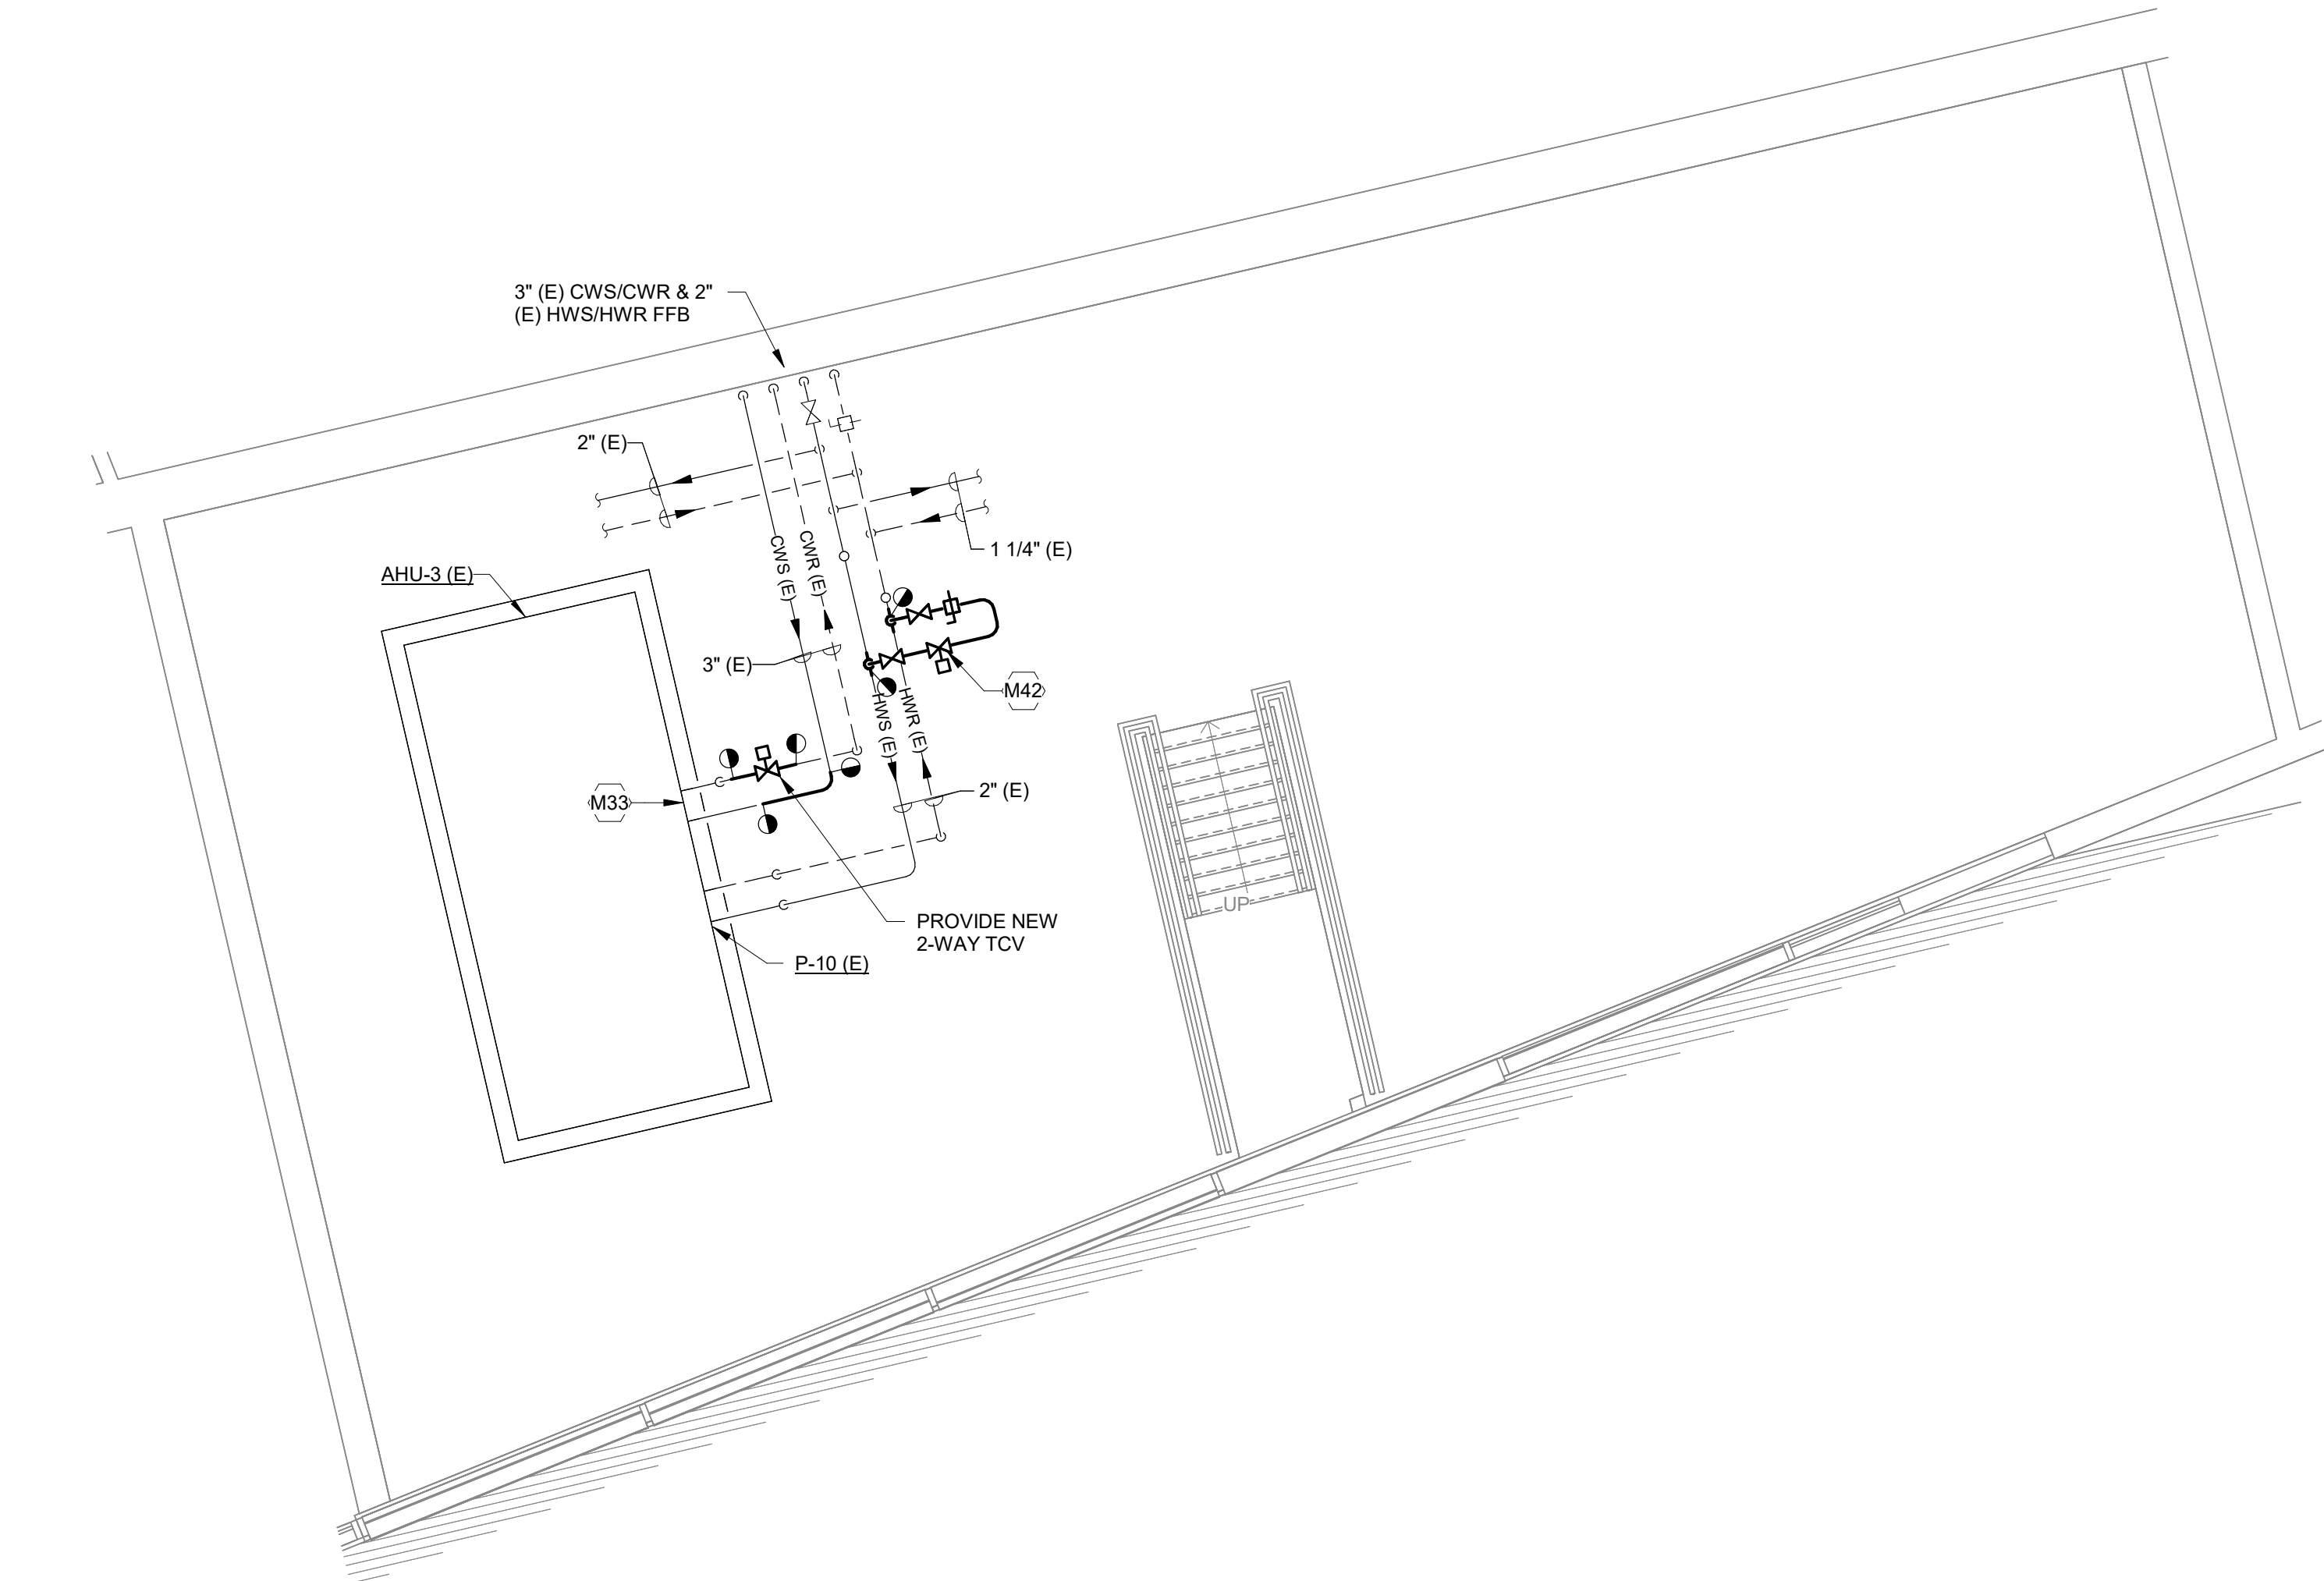 3" (E) CWS/CWR & 2"
(E) HWS/HWR FFB
2" (E)
1 1/4" (E)
CWS (E)
CWR (E)
AHU-3 (E)
3" (E)
M42
HWS (E)
HWR (E)
M33
2" (E)
PROVIDE NEW
2-WAY TCV
P-10 (E)
UP